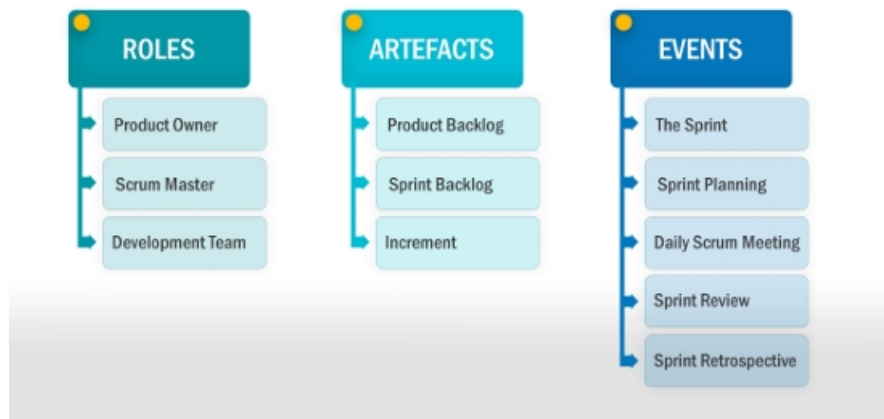 ROLES
Product Owner
Scrum Master
Development Team
ARTEFACTS
Product Backlog
Sprint Backlog
Increment
EVENTS
The Sprint
Sprint Planning
Daily Scrum Meeting
Sprint Review
Sprint Retrospective